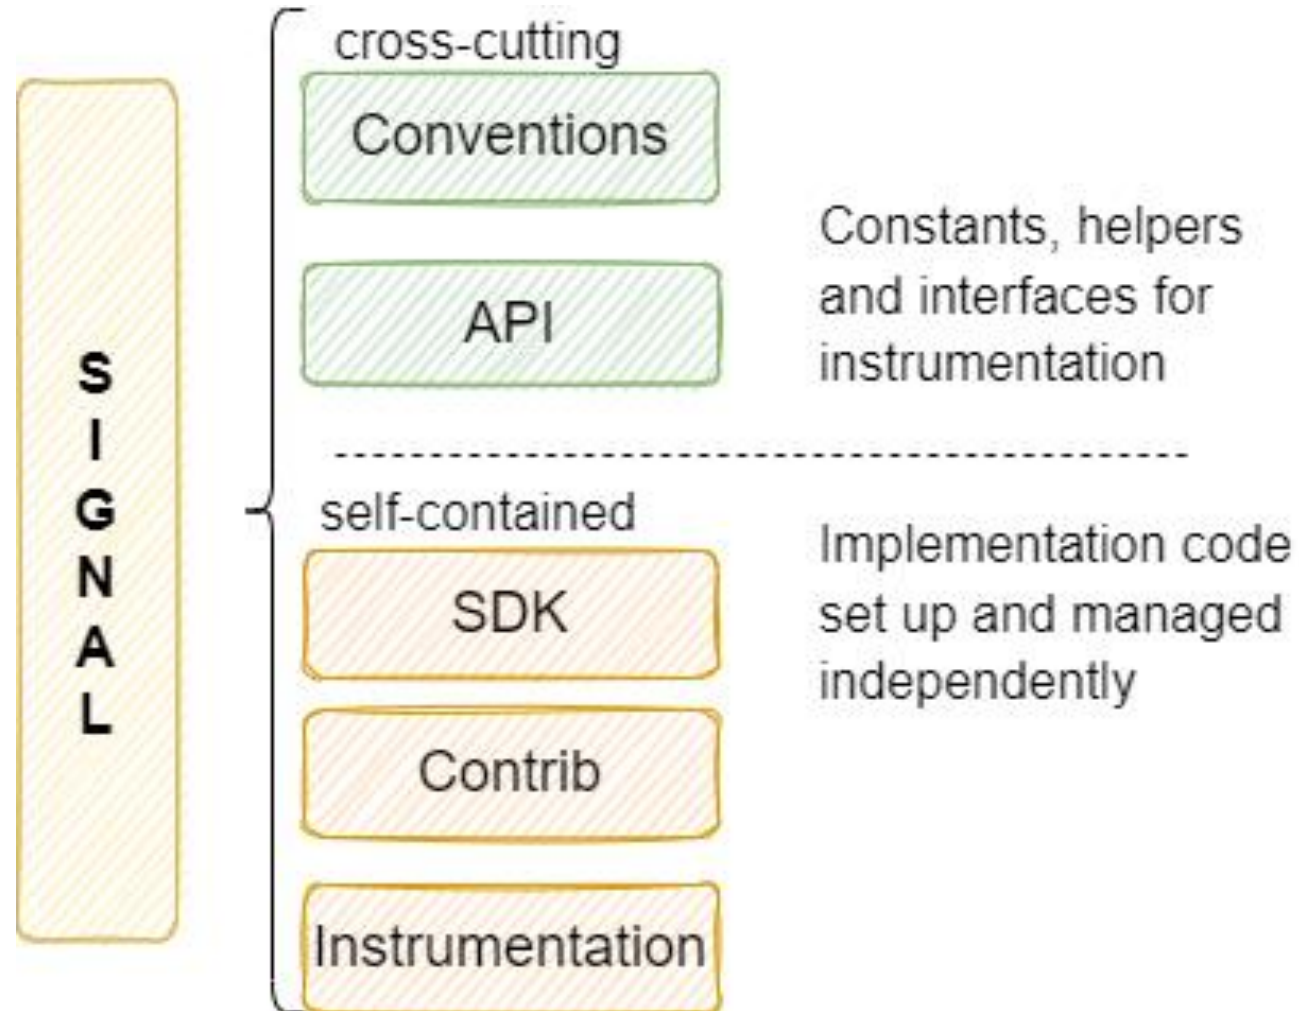 SIGNAL
cross-cutting
Conventions
API
Constants, helpers
and interfaces for
instrumentation
self-contained
SDK
Contrib
Instrumentation
Implementation code
set up and managed
independently